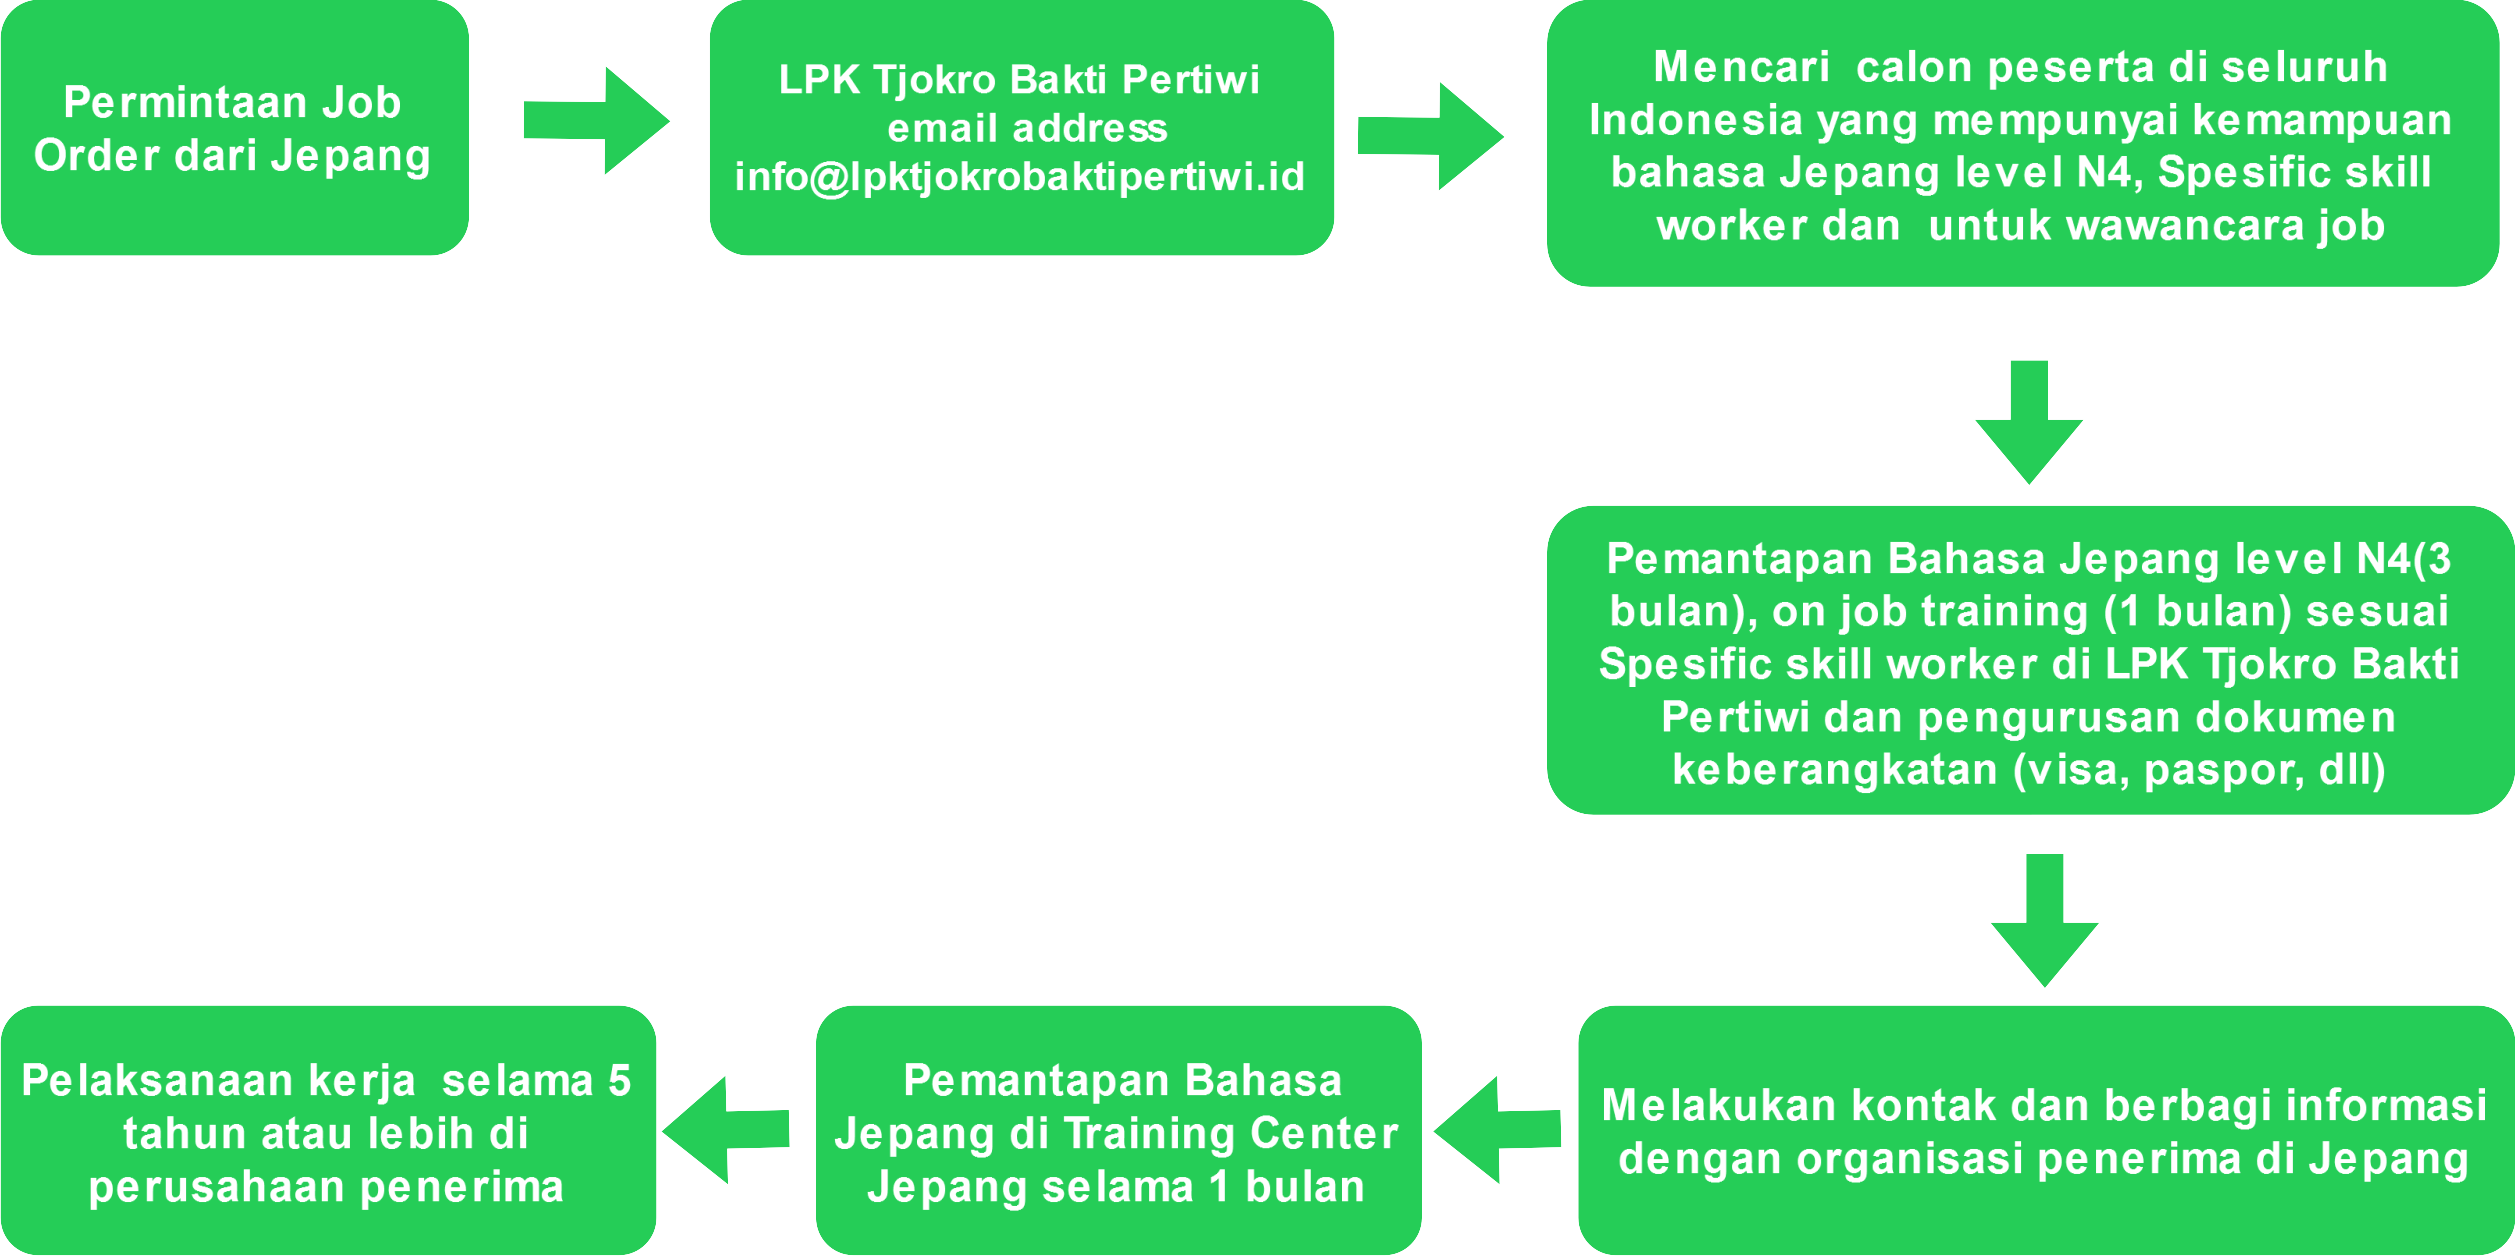 Permintaan Job
Order dari Jepang
LPK Tjokro Bakti Pertiwi
email address
info@lpktjokrobaktipertiwi.id
Mencari calon peserta di seluruh
Indonesia yang mempunyai kemampuan
bahasa Jepang level N4, Spesific skill
worker dan untuk wawancara job
Pemantapan Bahasa Jepang level N4(3
bulan), on job training (1 bulan) sesuai
Spesific skill worker di LPK Tjokro Bakti
Pertiwi dan pengurusan dokumen
keberangkatan (visa, paspor, dll)
Melakukan kontak dan berbagi informasi
dengan organisasi penerima di Jepang
Pemantapan Bahasa
Jepang di Training Center
Jepang selama 1 bulan
Pelaksanaan kerja selama 5
tahun atau lebih di
perusahaan penerima